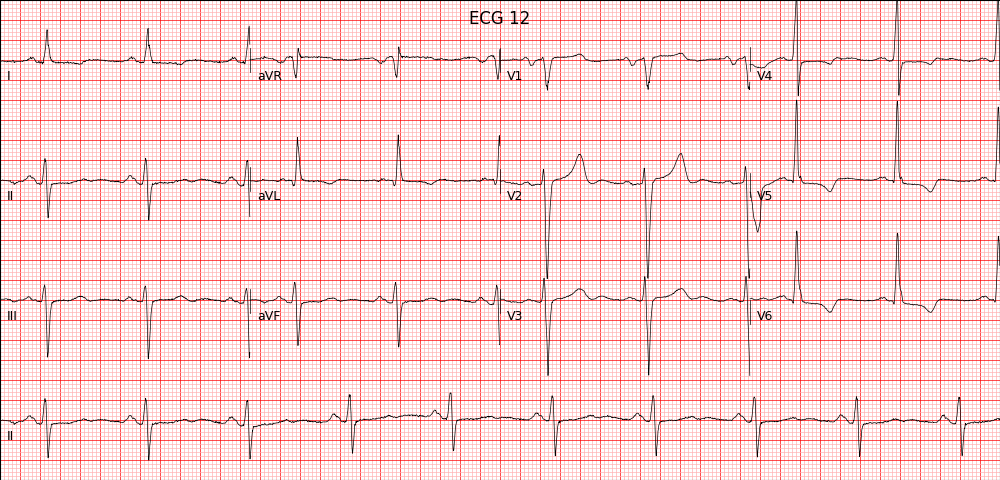 ECG 12
I aVR V1 V4
II aVL V2 V5
III aVF V3 V6
II